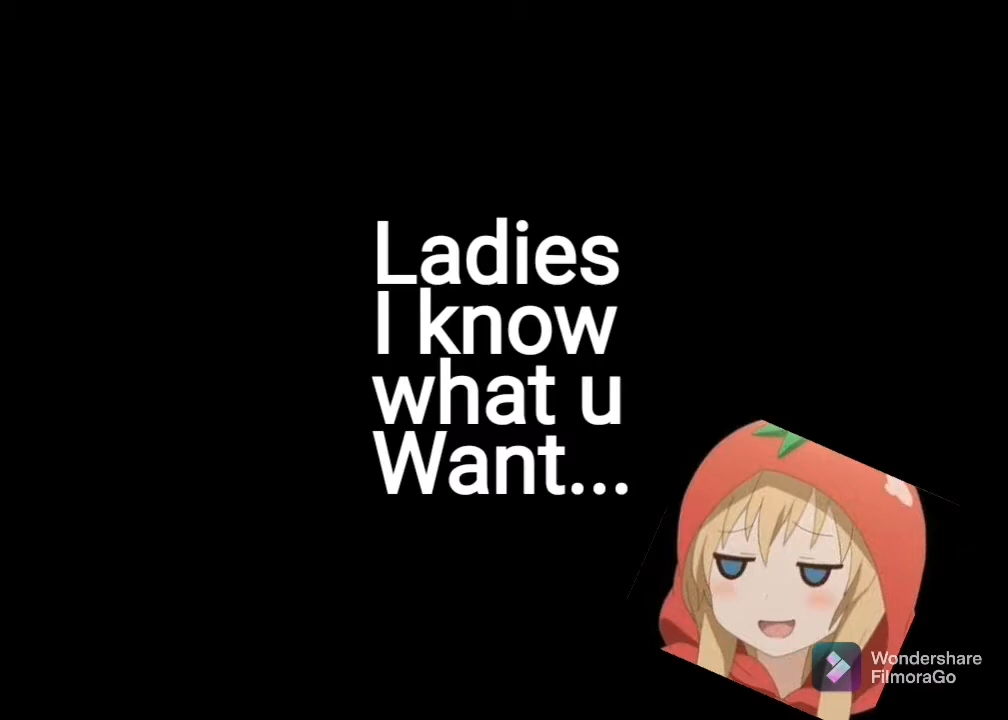 Ladies
I know
what u
Want...
Wondershare
FilmoraGo